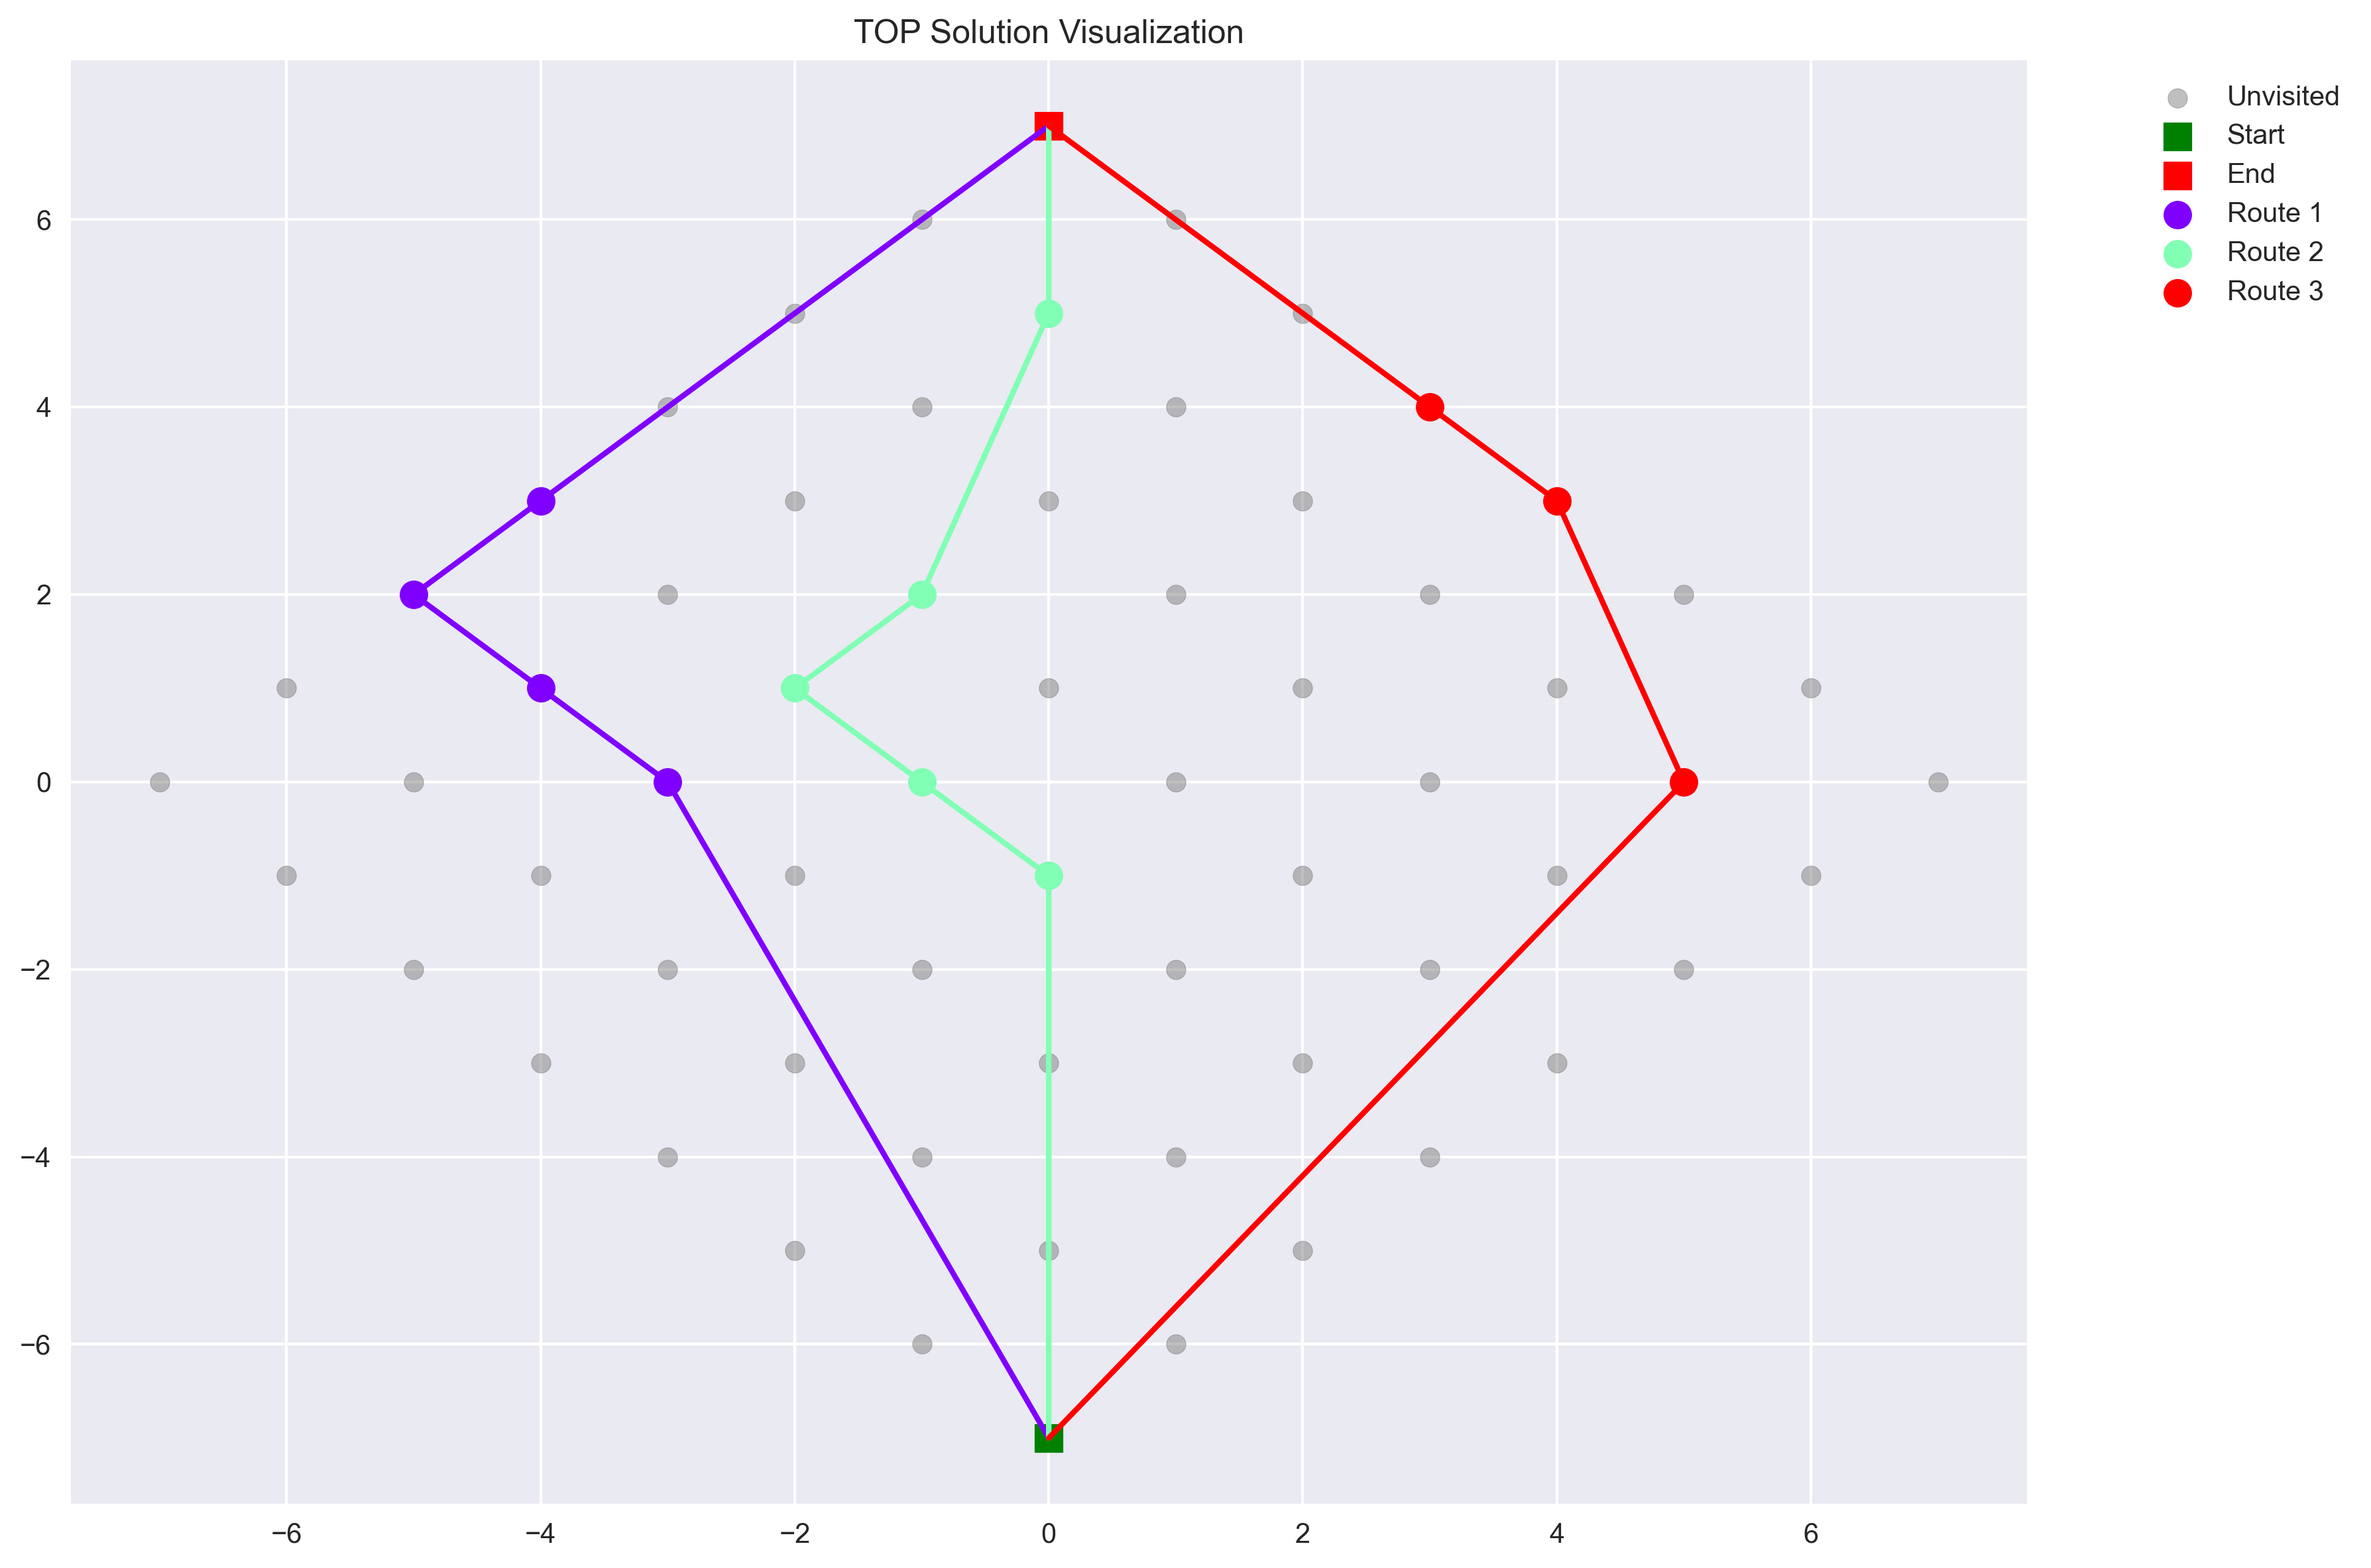 TOP Solution Visualization
Unvisited
Start
End
Route 1
Route 2
Route 3
6
4
2
0
−2
−4
−6
−6 −4 −2 0 2 4 6